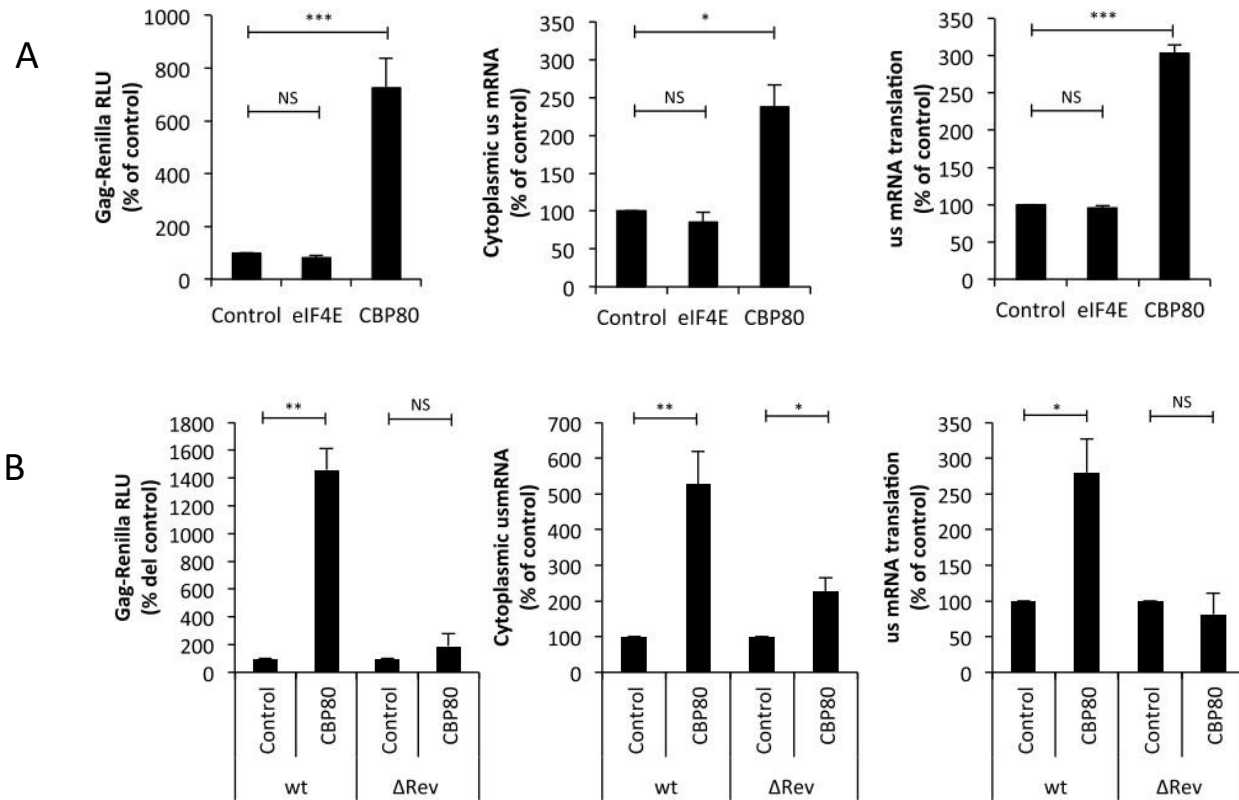 A
Gag-Renilla RLU
(% of control)
1000
800
600
400
200
0
***
NS
Control eIF4E CBP80
Cytoplasmic us mRNA
(% of control)
350
300
250
200
150
100
50
0
*
NS
Control eIF4E CBP80
us mRNA translation
(% of control)
350
300
250
200
150
100
50
0
***
NS
Control eIF4E CBP80
B
Gag-Renilla RLU
(% del control)
1800
1600
1400
1200
1000
800
600
400
200
0
**
NS
Control
CBP80
Control
CBP80
wt
ΔRev
Cytoplasmic usmRNA
(% of control)
700
600
500
400
300
200
100
0
**
*
Control
CBP80
Control
CBP80
wt
ΔRev
us mRNA translation
(% of control)
350
300
250
200
150
100
50
0
*
NS
Control
CBP80
Control
CBP80
wt
ΔRev